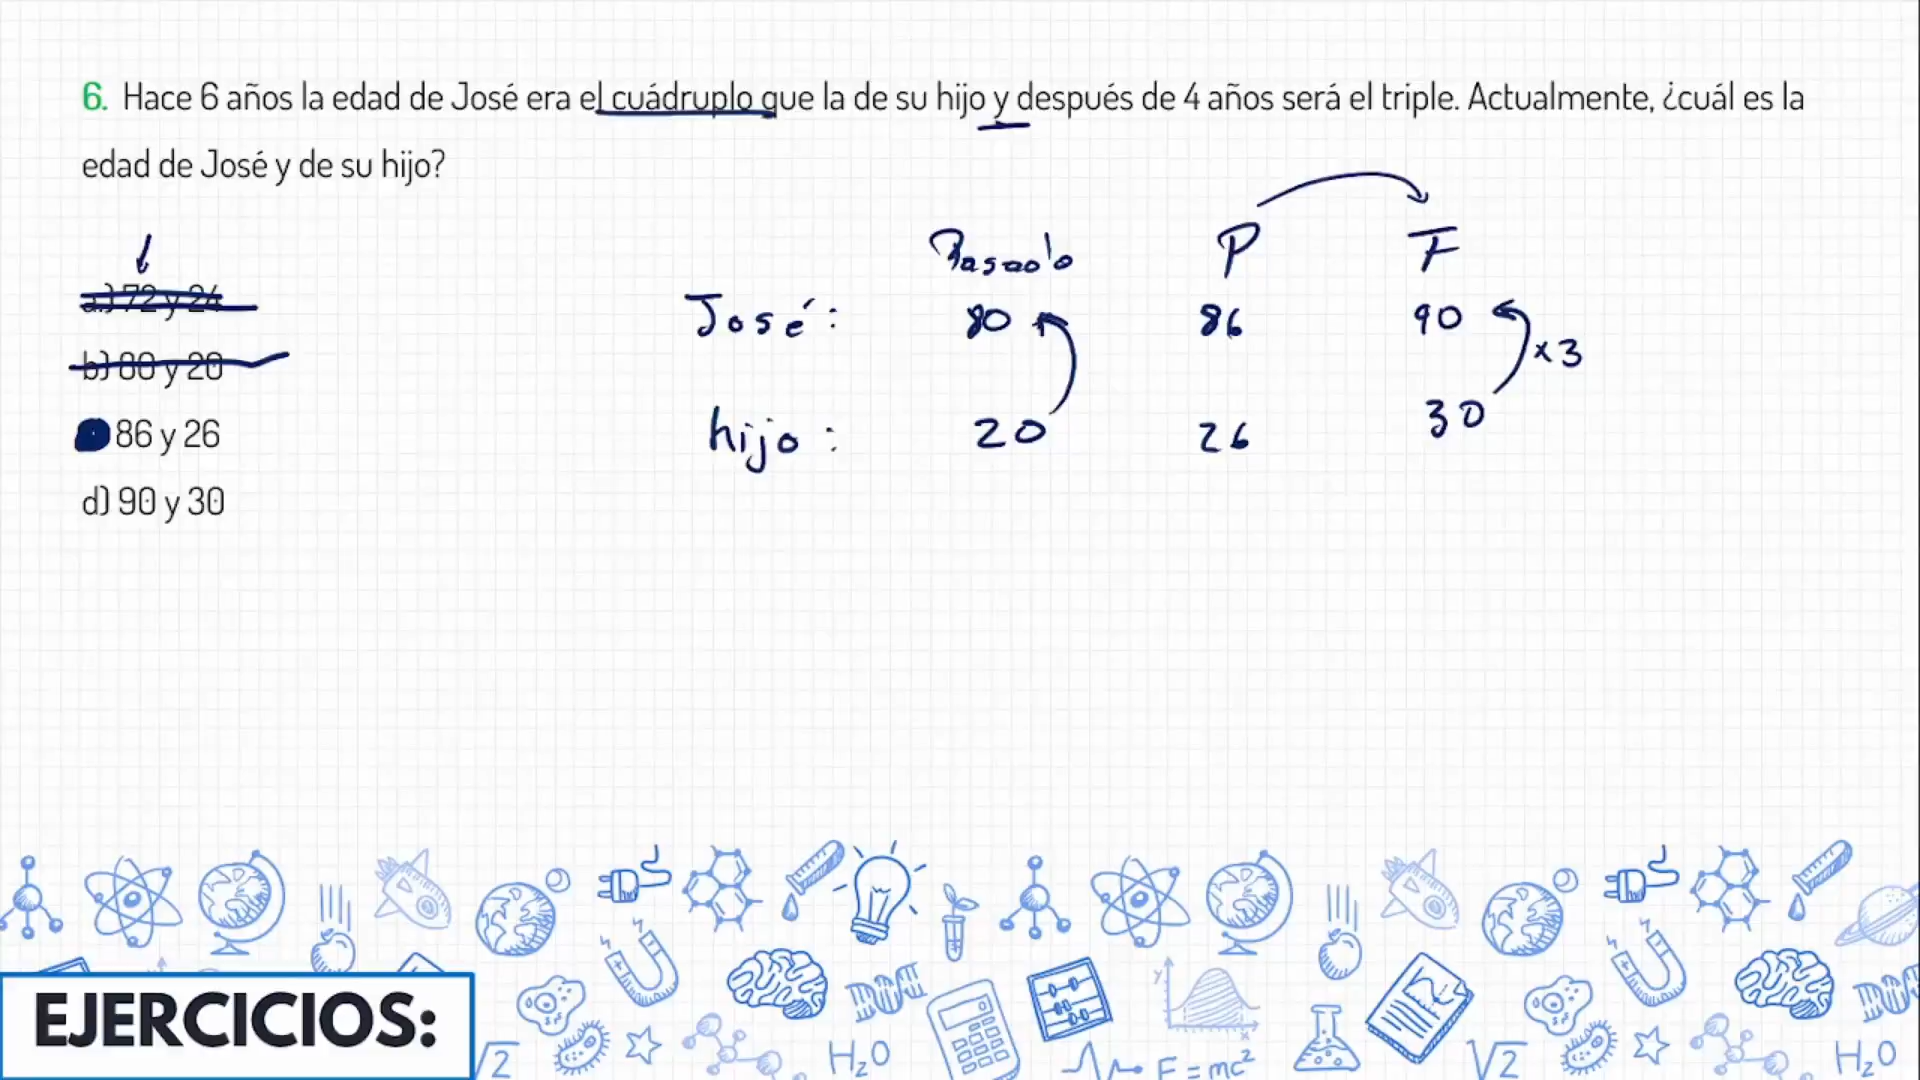 6. Hace 6 años la edad de José era el cuádruplo que la de su hijo y después de 4 años será el triple. Actualmente, ¿cuál es la
edad de José y de su hijo?
a) 72 y 24
b) 80 y 20
86 y 26
d) 90 y 30
Pasado P F
José: 80 86 90
x3
hijo: 20 26 30
EJERCICIOS:
√2
H₂O
y
x
F = mc²
√2
H₂O